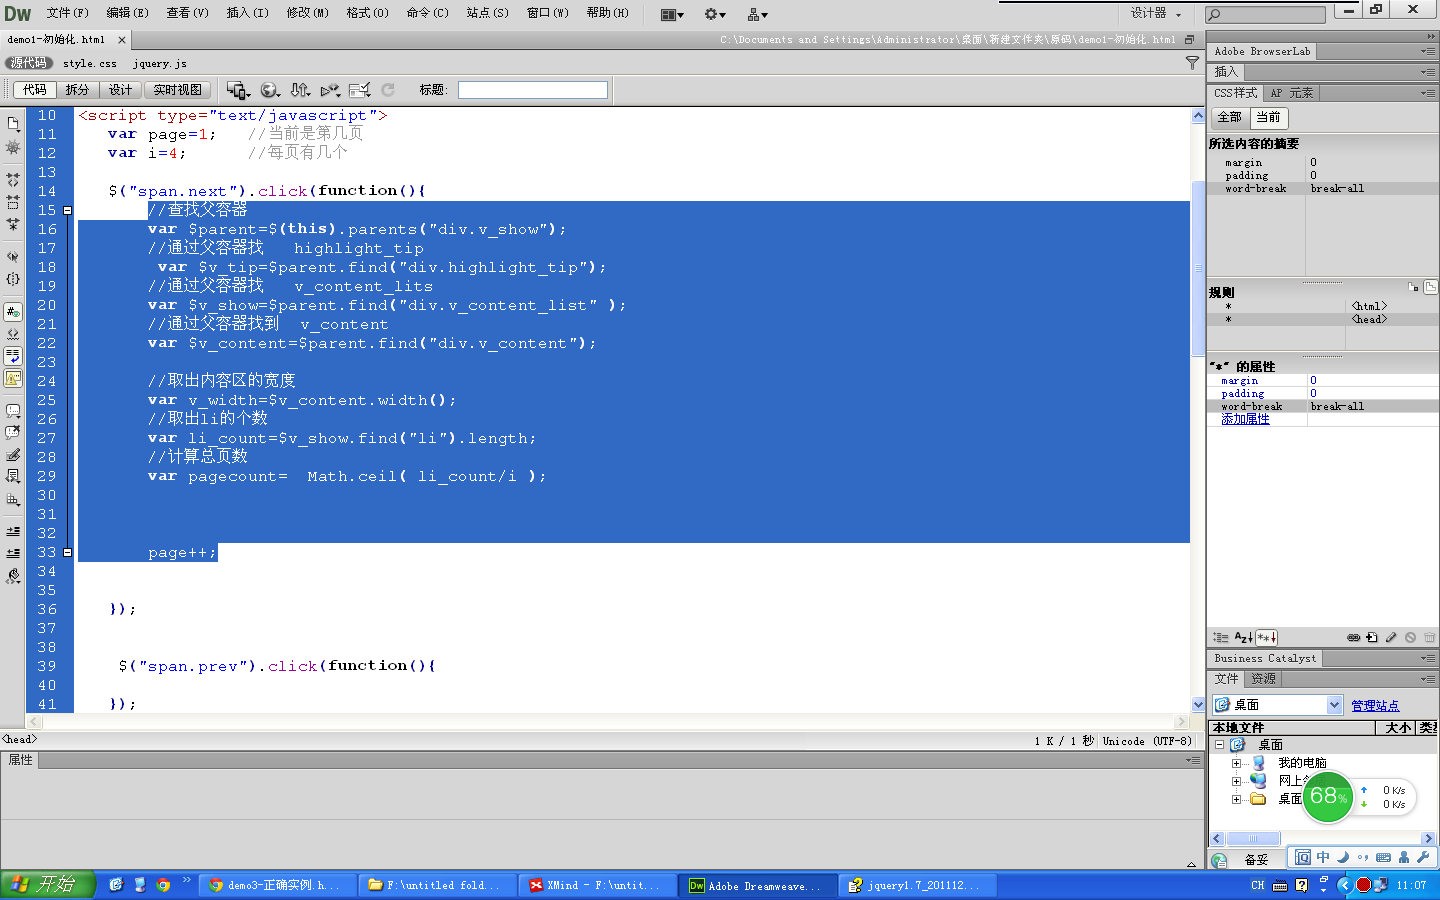 Dw 文件(F) 编辑(E) 查看(V) 插入(I) 修改(M) 格式(O) 命令(C) 站点(S) 窗口(W) 帮助(H) 设计器
demo1-初始化.html × C:\Documents and Settings\Administrator\桌面\新建文件夹\原码\demo1-初始化.html
源代码 style.css jquery.js
代码 拆分 设计 实时视图 标题:
10 <script type="text/javascript">
11 var page=1; //当前是第几页
12 var i=4; //每页有几个
13
14 $("span.next").click(function(){
15 //查找父容器
16 var $parent=$(this).parents("div.v_show");
17 //通过父容器找 highlight_tip
18 var $v_tip=$parent.find("div.highlight_tip");
19 //通过父容器找 v_content_lits
20 var $v_show=$parent.find("div.v_content_list" );
21 //通过父容器找到 v_content
22 var $v_content=$parent.find("div.v_content");
23
24 //取出内容区的宽度
25 var v_width=$v_content.width();
26 //取出li的个数
27 var li_count=$v_show.find("li").length;
28 //计算总页数
29 var pagecount= Math.ceil( li_count/i );
30
31
32
33 page++;
34
35
36 });
37
38
39 $("span.prev").click(function(){
40
41 });
<head> 1 K / 1 秒 Unicode (UTF-8)
属性
Adobe BrowserLab
插入
CSS样式 AP 元素
全部 当前
所选内容的摘要
margin 0
padding 0
word-break break-all
规则
* <html>
* <head>
"*" 的属性
margin 0
padding 0
word-break break-all
添加属性
Business Catalyst
文件 资源
桌面 管理站点
本地文件 大小
桌面
我的电脑
网上
桌面
68% 0 K/s
0 K/s
备妥 中
开始 demo3-正确实例.h... F:\untitled fold... XMind - F:\untit... Adobe Dreamweave... jquery1.7_201112... CH 11:07